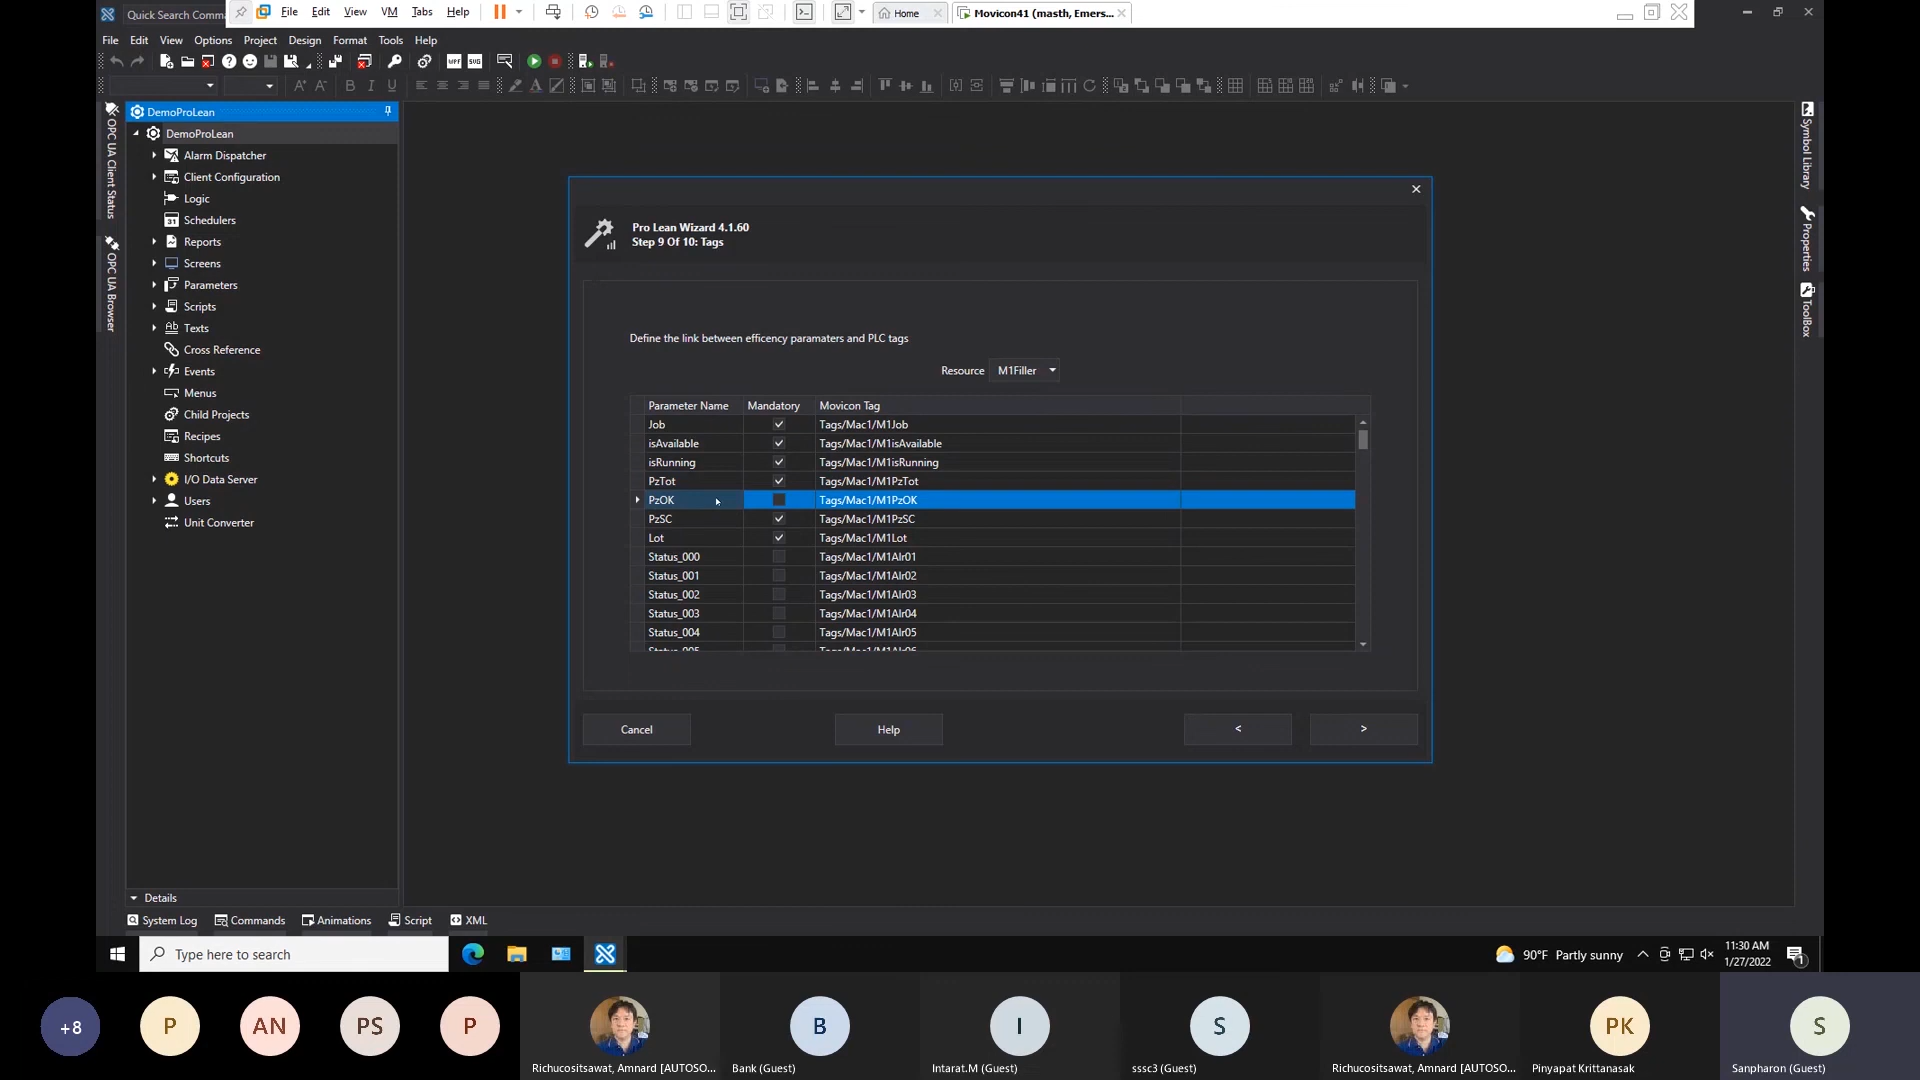 Quick Search Comma
File Edit View VM Tabs Help
Home
Movicon41 (masth, Emers...
File Edit View Options Project Design Format Tools Help
OPC UA Client Status
OPC UA Browser
DemoProLean
DemoProLean
Alarm Dispatcher
Client Configuration
Logic
Schedulers
Reports
Screens
Parameters
Scripts
Texts
Cross Reference
Events
Menus
Child Projects
Recipes
Shortcuts
I/O Data Server
Users
Unit Converter
Details
Symbol Library
Properties
ToolBox
Pro Lean Wizard 4.1.60
Step 9 Of 10: Tags
Define the link between efficency paramaters and PLC tags
Resource M1Filler
Parameter Name Mandatory Movicon Tag
Job Tags/Mac1/M1Job
isAvailable Tags/Mac1/M1isAvailable
isRunning Tags/Mac1/M1isRunning
PzTot Tags/Mac1/M1PzTot
PzOK Tags/Mac1/M1PzOK
PzSC Tags/Mac1/M1PzSC
Lot Tags/Mac1/M1Lot
Status_000 Tags/Mac1/M1Alr01
Status_001 Tags/Mac1/M1Alr02
Status_002 Tags/Mac1/M1Alr03
Status_003 Tags/Mac1/M1Alr04
Status_004 Tags/Mac1/M1Alr05
Status_005 Tags/Mac1/M1Alr06
Cancel Help < >
System Log Commands Animations Script XML
Type here to search
90°F Partly sunny
11:30 AM
1/27/2022
1
+8 P AN PS P B I S PK S
Richucositsawat, Amnard [AUTOSO... Bank (Guest) Intarat.M (Guest) sssc3 (Guest) Richucositsawat, Amnard [AUTOSO... Pinyapat Krittanasak Sanpharon (Guest)